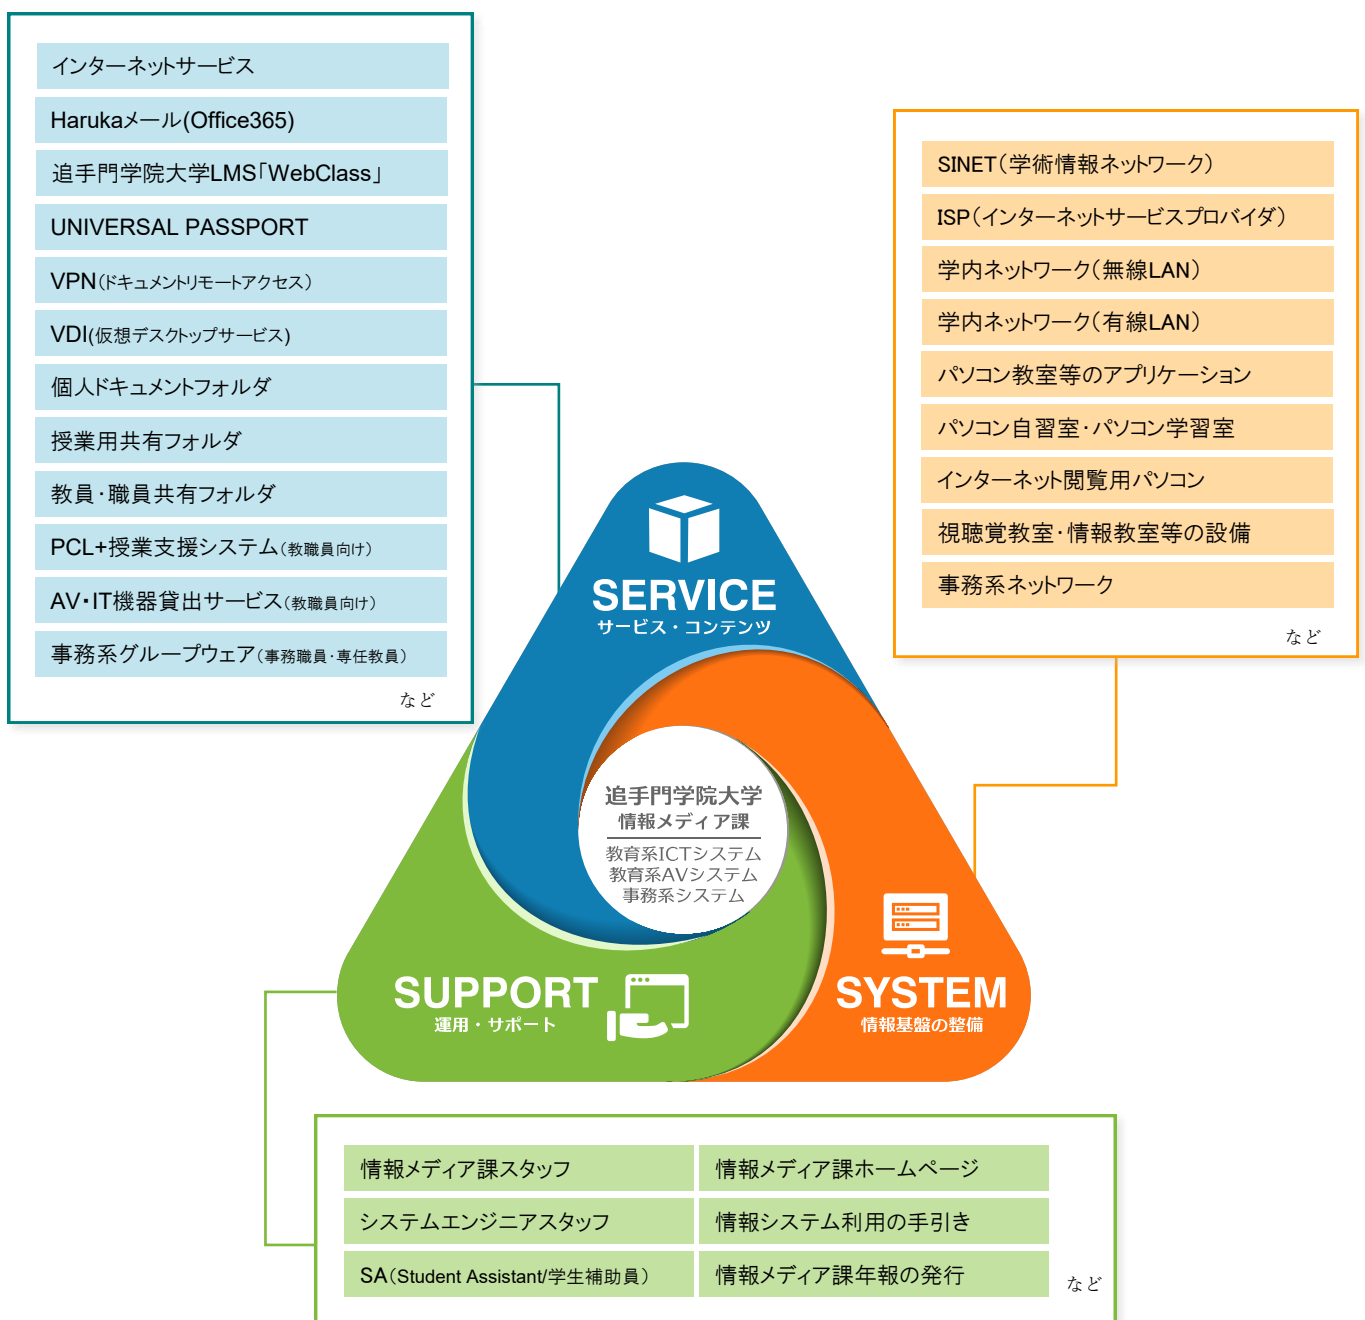 インターネットサービス
Harukaメール(Office365)
追手門学院大学LMS「WebClass」
UNIVERSAL PASSPORT
VPN（ドキュメントリモートアクセス）
VDI(仮想デスクトップサービス)
個人ドキュメントフォルダ
授業用共有フォルダ
教員・職員共有フォルダ
PCL+授業支援システム（教職員向け）
AV・IT機器貸出サービス（教職員向け）
事務系グループウェア（事務職員・専任教員）
など
SINET（学術情報ネットワーク）
ISP（インターネットサービスプロバイダ）
学内ネットワーク（無線LAN）
学内ネットワーク（有線LAN）
パソコン教室等のアプリケーション
パソコン自習室・パソコン学習室
インターネット閲覧用パソコン
視聴覚教室・情報教室等の設備
事務系ネットワーク
など
SERVICE
サービス・コンテンツ
追手門学院大学
情報メディア課
教育系ICTシステム
教育系AVシステム
事務系システム
SUPPORT
運用・サポート
SYSTEM
情報基盤の整備
情報メディア課スタッフ
情報メディア課ホームページ
システムエンジニアスタッフ
情報システム利用の手引き
SA（Student Assistant/学生補助員）
情報メディア課年報の発行
など